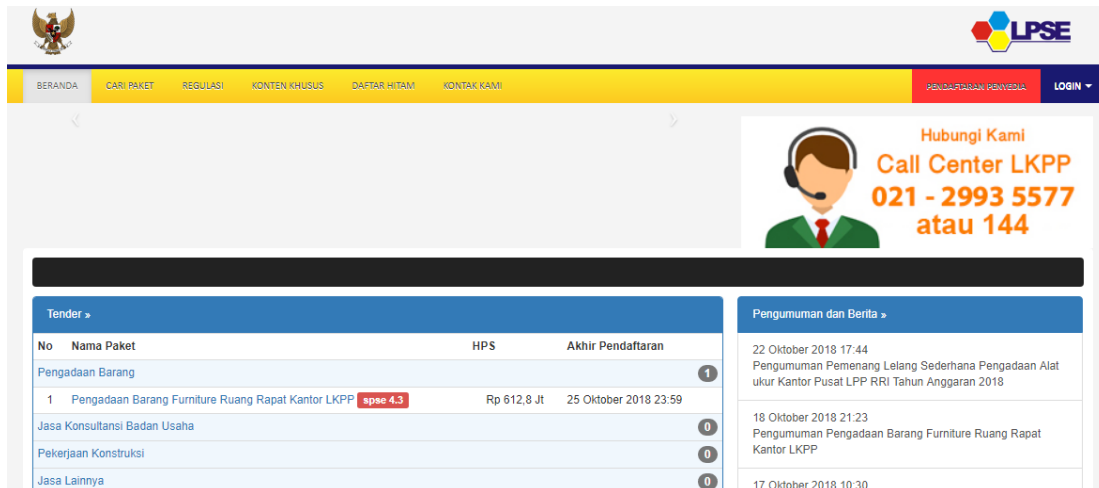 LPSE
BERANDA CARI PAKET REGULASI KONTEN KHUSUS DAFTAR HITAM KONTAK KAMI PENDAFTARAN PENYEDIA LOGIN
Hubungi Kami
Call Center LKPP
021 - 2993 5577
atau 144
Tender »
No Nama Paket HPS Akhir Pendaftaran
Pengadaan Barang 1
1 Pengadaan Barang Furniture Ruang Rapat Kantor LKPP spse 4.3 Rp 612,8 Jt 25 Oktober 2018 23:59
Jasa Konsultansi Badan Usaha 0
Pekerjaan Konstruksi 0
Jasa Lainnya 0
Pengumuman dan Berita »
22 Oktober 2018 17:44
Pengumuman Pemenang Lelang Sederhana Pengadaan Alat
ukur Kantor Pusat LPP RRI Tahun Anggaran 2018
18 Oktober 2018 21:23
Pengumuman Pengadaan Barang Furniture Ruang Rapat
Kantor LKPP
17 Oktober 2018 10:30